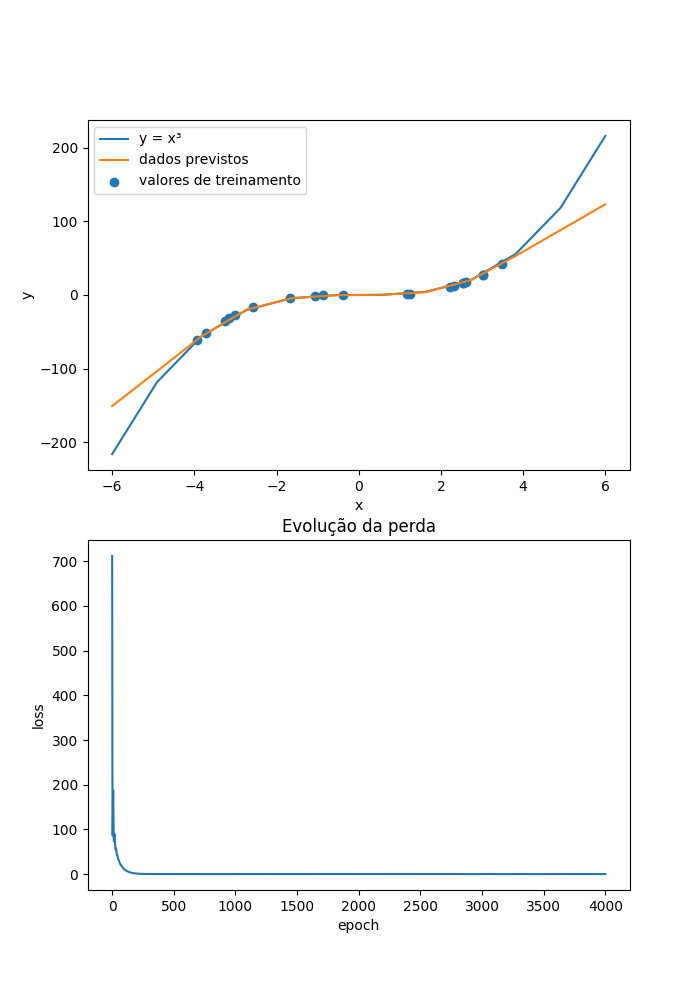 y = x³
dados previstos
valores de treinamento
200
100
0
−100
−200
y
−6 −4 −2 0 2 4 6
x
Evolução da perda
700
600
500
400
300
200
100
0
loss
0 500 1000 1500 2000 2500 3000 3500 4000
epoch